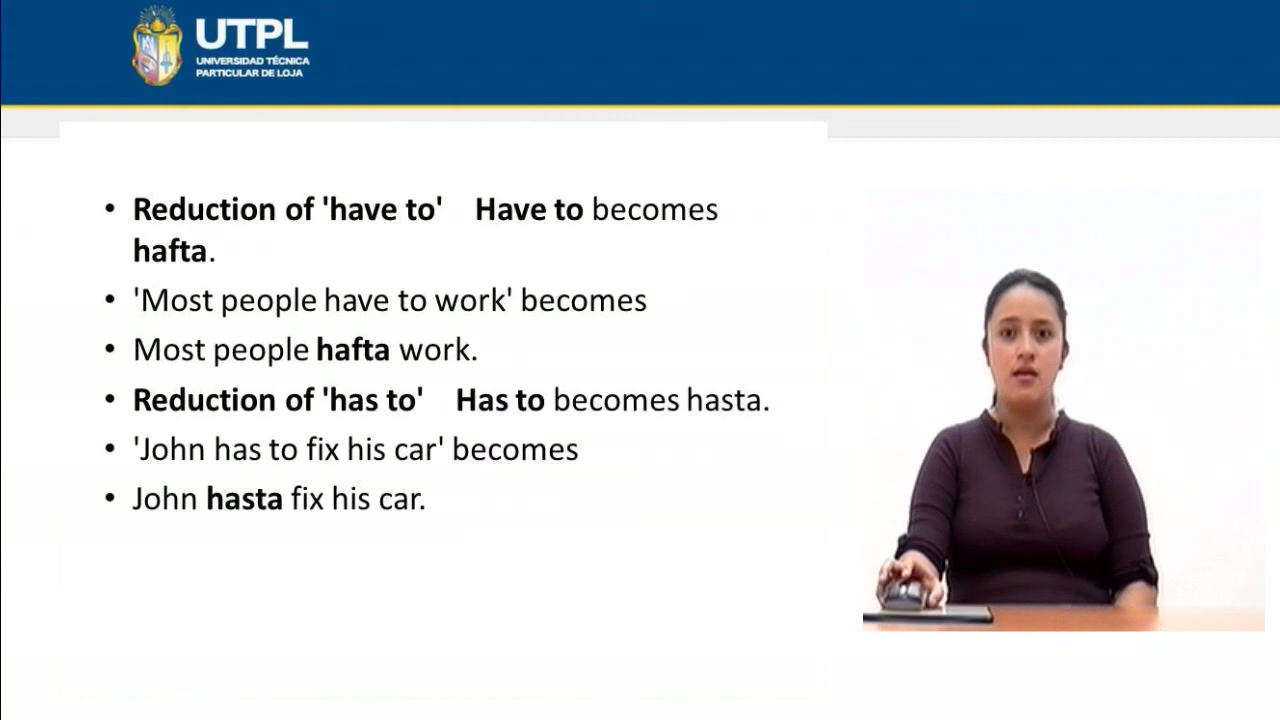 UTPL
UNIVERSIDAD TÉCNICA
PARTICULAR DE LOJA
• Reduction of 'have to' Have to becomes
hafta.
• 'Most people have to work' becomes
• Most people hafta work.
• Reduction of 'has to' Has to becomes hasta.
• 'John has to fix his car' becomes
• John hasta fix his car.